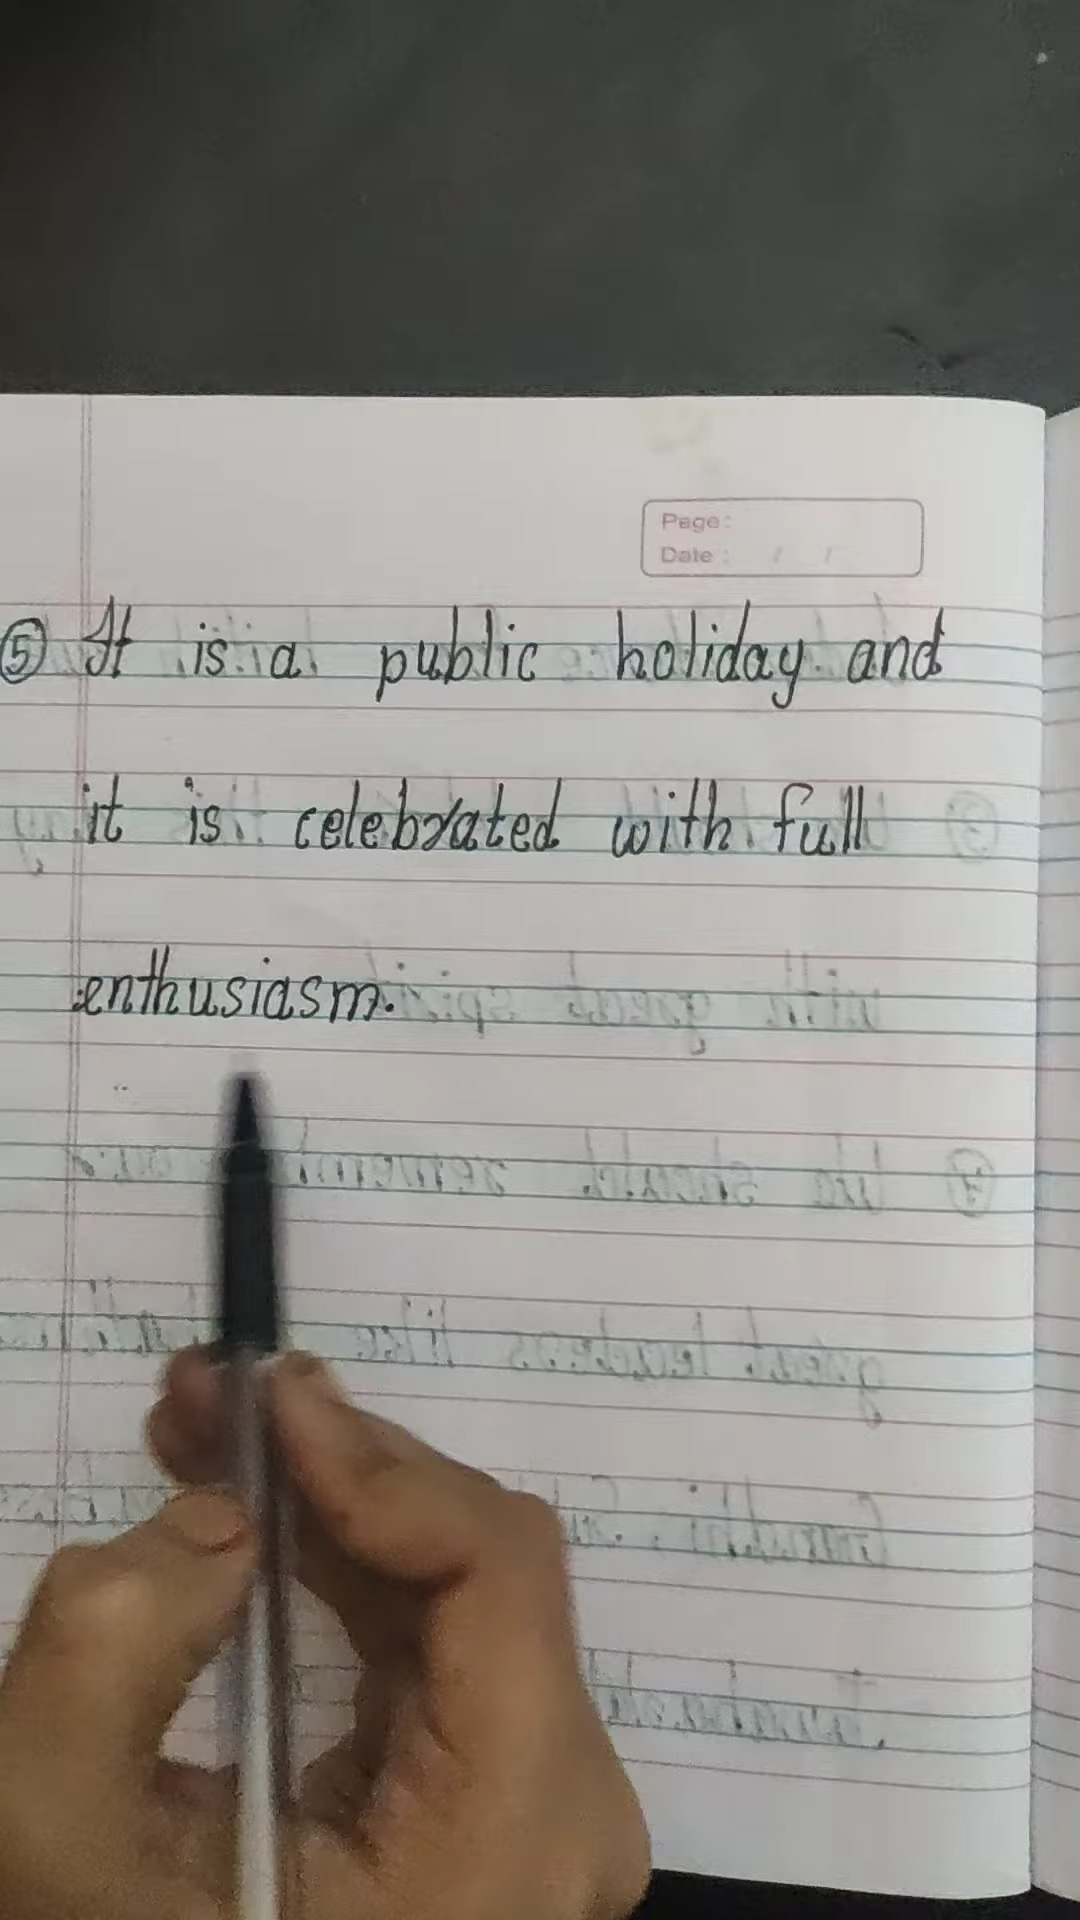 Page:
Date : / /
⑤ It is a public holiday and
it is celebrated with full
enthusiasm.